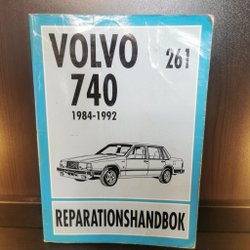 VOLVO 261
740
1984-1992
REPARATIONSHANDBOK